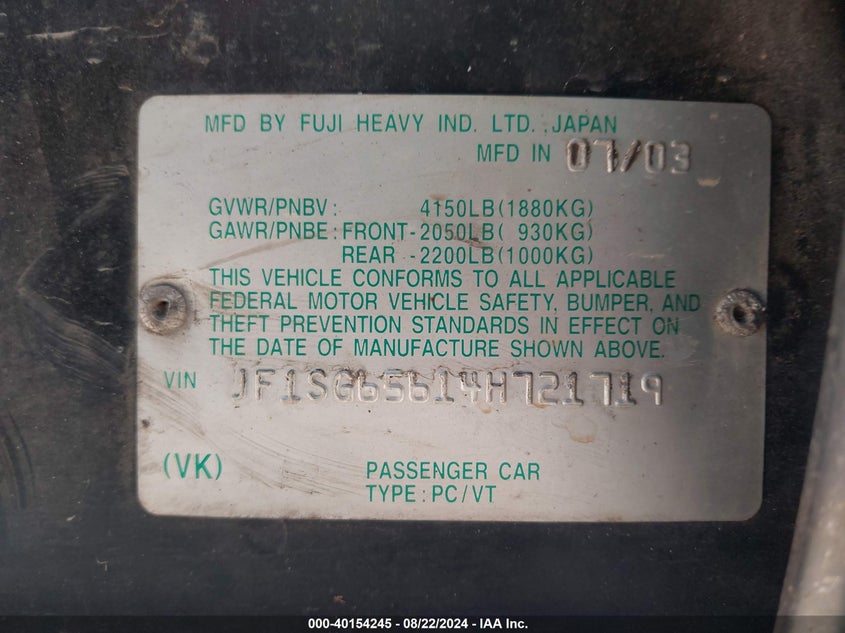 MFD BY FUJI HEAVY IND. LTD. JAPAN
MFD IN 07/03
GVWR/PNBV: 4150LB(1880KG)
GAWR/PNBE: FRONT-2050LB( 930KG)
REAR -2200LB(1000KG)
THIS VEHICLE CONFORMS TO ALL APPLICABLE
FEDERAL MOTOR VEHICLE SAFETY, BUMPER, AND
THEFT PREVENTION STANDARDS IN EFFECT ON
THE DATE OF MANUFACTURE SHOWN ABOVE.
VIN JF1SG65614H721719
(VK) PASSENGER CAR
TYPE: PC/VT
000-40154245 - 08/22/2024 - IAA Inc.